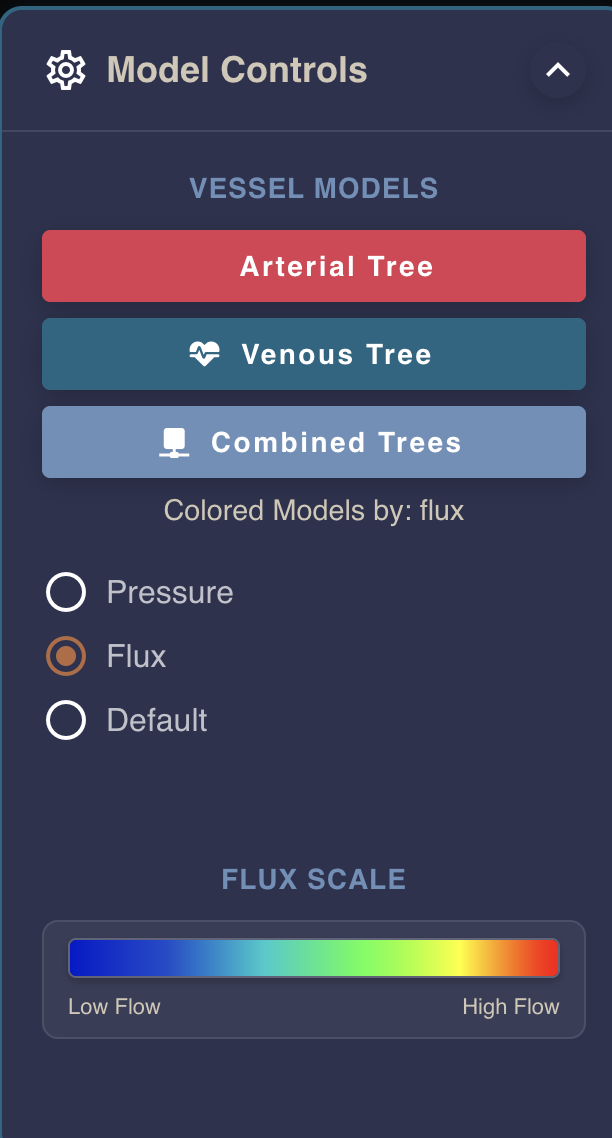 Model Controls
VESSEL MODELS
Arterial Tree
Venous Tree
Combined Trees
Colored Models by: flux
Pressure
Flux
Default
FLUX SCALE
Low Flow
High Flow